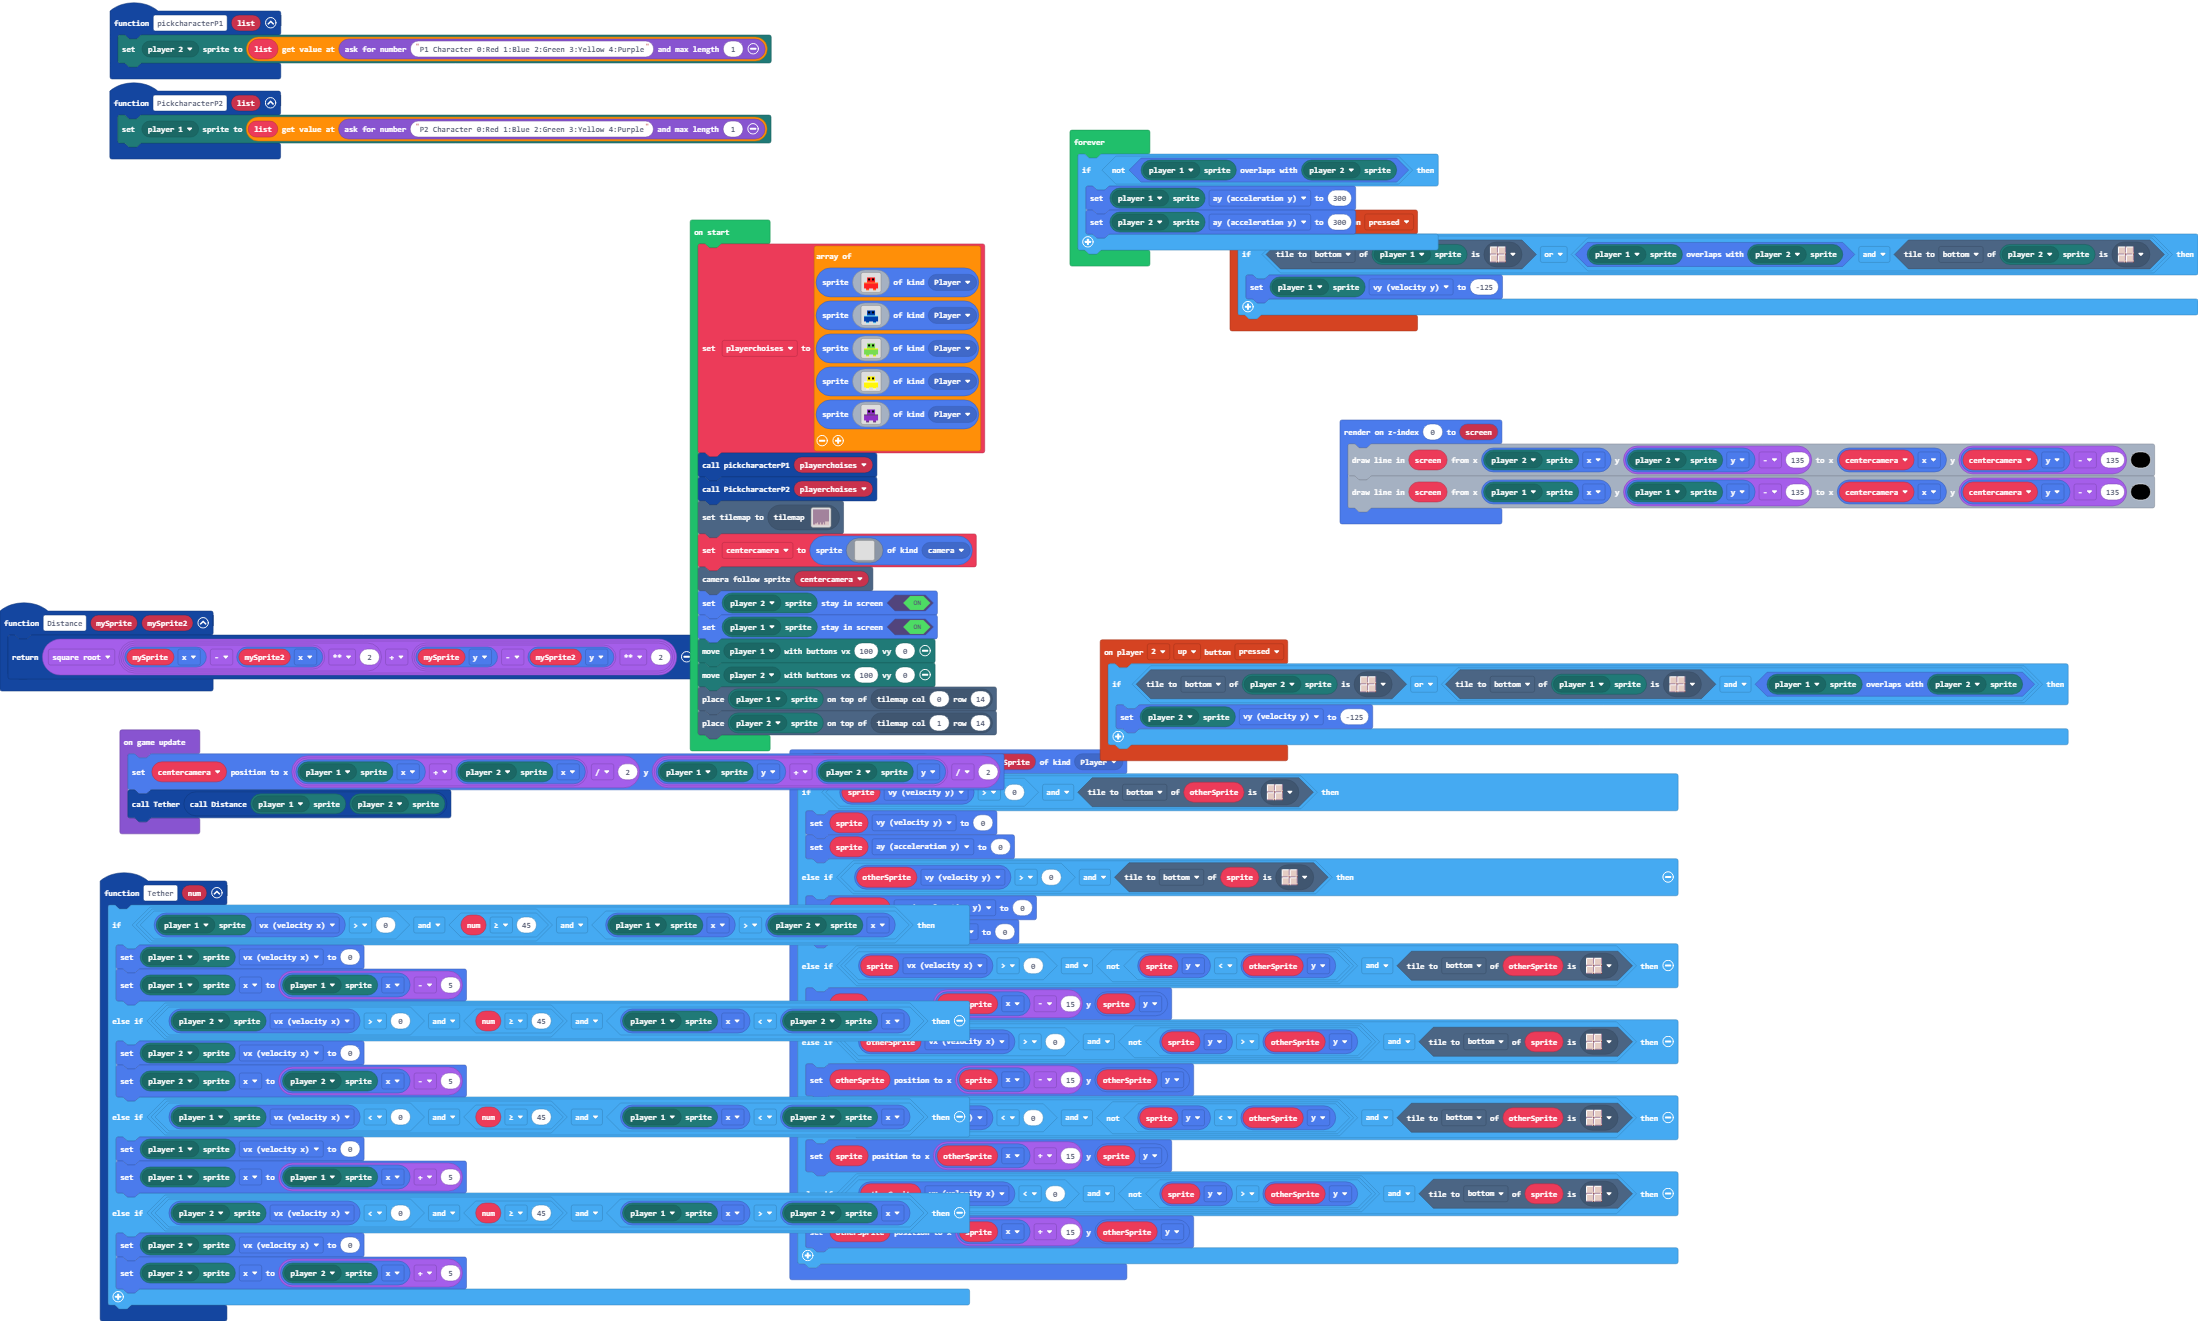 function pickcharacterP1 list
set player 2 sprite to list get value at ask for number "P1 Character 0:Red 1:Blue 2:Green 3:Yellow 4:Purple" and max length 1
function PickcharacterP2 list
set player 1 sprite to list get value at ask for number "P2 Character 0:Red 1:Blue 2:Green 3:Yellow 4:Purple" and max length 1
forever
if not player 1 sprite overlaps with player 2 sprite then
set player 1 sprite ay (acceleration y) to 300
set player 2 sprite ay (acceleration y) to 300
pressed
if tile to bottom of player 1 sprite is or player 1 sprite overlaps with player 2 sprite and tile to bottom of player 2 sprite is then
set player 1 sprite vy (velocity y) to -125
on start
set playerchoises to array of
sprite of kind Player
sprite of kind Player
sprite of kind Player
sprite of kind Player
sprite of kind Player
call pickcharacterP1 playerchoises
call PickcharacterP2 playerchoises
set tilemap to tilemap
set centercamera to sprite of kind camera
camera follow sprite centercamera
set player 2 sprite stay in screen ON
set player 1 sprite stay in screen ON
move player 1 with buttons vx 100 vy 0
move player 2 with buttons vx 100 vy 0
place player 1 sprite on top of tilemap col 0 row 14
place player 2 sprite on top of tilemap col 1 row 14
render on z-index 0 to screen
draw line in screen from x player 2 sprite x y player 2 sprite y - 135 to x centercamera x y centercamera y - 135
draw line in screen from x player 1 sprite x y player 1 sprite y - 135 to x centercamera x y centercamera y - 135
function Distance mySprite mySprite2
return square root mySprite x - mySprite2 x ** 2 + mySprite y - mySprite2 y ** 2
on player 2 up button pressed
if tile to bottom of player 2 sprite is or tile to bottom of player 1 sprite is and player 1 sprite overlaps with player 2 sprite then
set player 2 sprite vy (velocity y) to -125
on game update
set centercamera position to x player 1 sprite x + player 2 sprite x / 2 y player 1 sprite y + player 2 sprite y / 2
call Tether call Distance player 1 sprite player 2 sprite
Sprite of kind Player
if sprite vy (velocity y) > 0 and tile to bottom of otherSprite is then
set sprite vy (velocity y) to 0
set sprite ay (acceleration y) to 0
else if otherSprite vy (velocity y) > 0 and tile to bottom of sprite is then
y) to 0
to 0
else if sprite vx (velocity x) > 0 and not sprite y < otherSprite y and tile to bottom of otherSprite is then
x - 15 y sprite y
else if otherSprite vx (velocity x) > 0 and not sprite y > otherSprite y and tile to bottom of sprite is then
set otherSprite position to x sprite x - 15 y otherSprite y
< 0 and not sprite y < otherSprite y and tile to bottom of otherSprite is then
set sprite position to x otherSprite x + 15 y sprite y
else if otherSprite vx (velocity x) < 0 and not sprite y > otherSprite y and tile to bottom of sprite is then
set otherSprite position to x sprite x + 15 y otherSprite y
function Tether num
if player 1 sprite vx (velocity x) > 0 and num ≥ 45 and player 1 sprite x > player 2 sprite x then
set player 1 sprite vx (velocity x) to 0
set player 1 sprite x to player 1 sprite x - 5
else if player 2 sprite vx (velocity x) > 0 and num ≥ 45 and player 1 sprite x < player 2 sprite x then
set player 2 sprite vx (velocity x) to 0
set player 2 sprite x to player 2 sprite x - 5
else if player 1 sprite vx (velocity x) < 0 and num ≥ 45 and player 1 sprite x < player 2 sprite x then
set player 1 sprite vx (velocity x) to 0
set player 1 sprite x to player 1 sprite x + 5
else if player 2 sprite vx (velocity x) < 0 and num ≥ 45 and player 1 sprite x > player 2 sprite x then
set player 2 sprite vx (velocity x) to 0
set player 2 sprite x to player 2 sprite x + 5